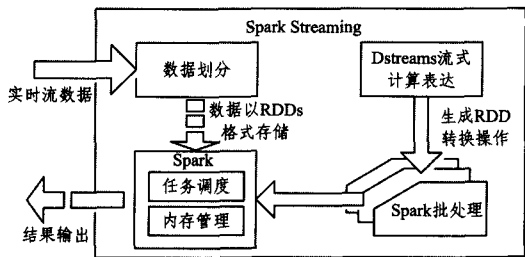 Spark Streaming
实时流数据
数据划分
Dstreams流式
计算表达
数据以RDDs
格式存储
生成RDD
转换操作
Spark
任务调度
内存管理
Spark批处理
结果输出